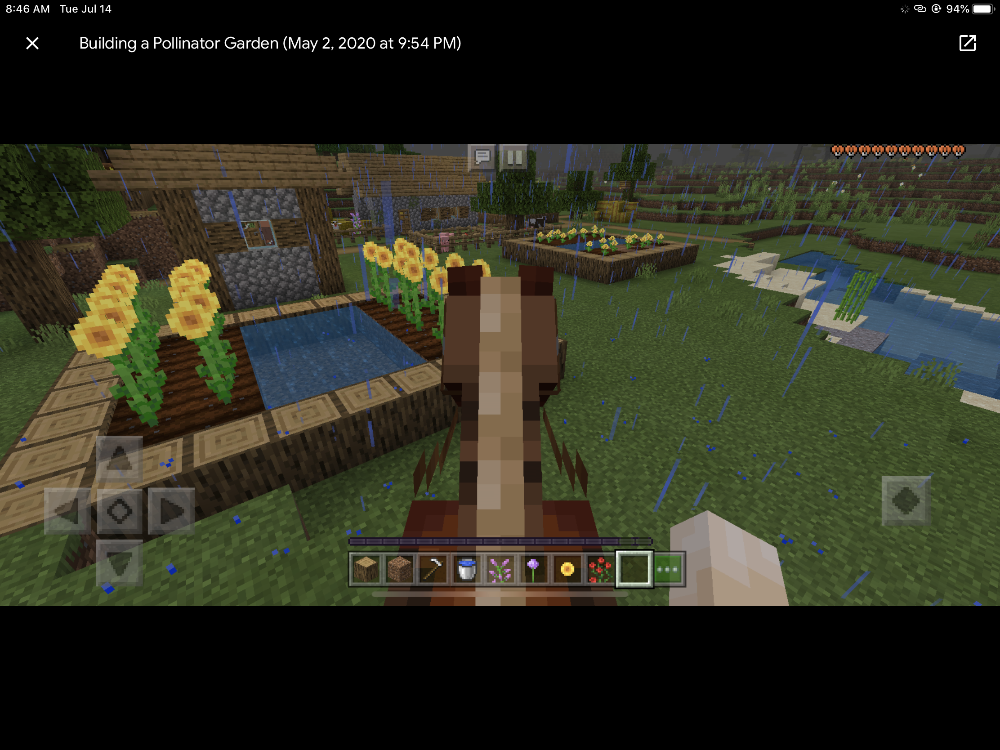 8:46 AM Tue Jul 14
94%
Building a Pollinator Garden (May 2, 2020 at 9:54 PM)